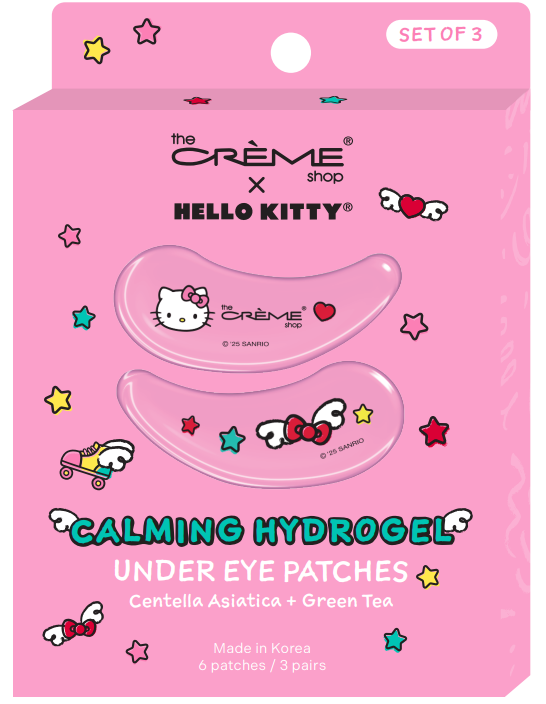 SET OF 3
the
CRÈME®
shop
×
HELLO KITTY®
the
CRÈME®
shop
© '25 SANRIO
© '25 SANRIO
CALMING HYDROGEL
UNDER EYE PATCHES
Centella Asiatica + Green Tea
Made in Korea
6 patches / 3 pairs